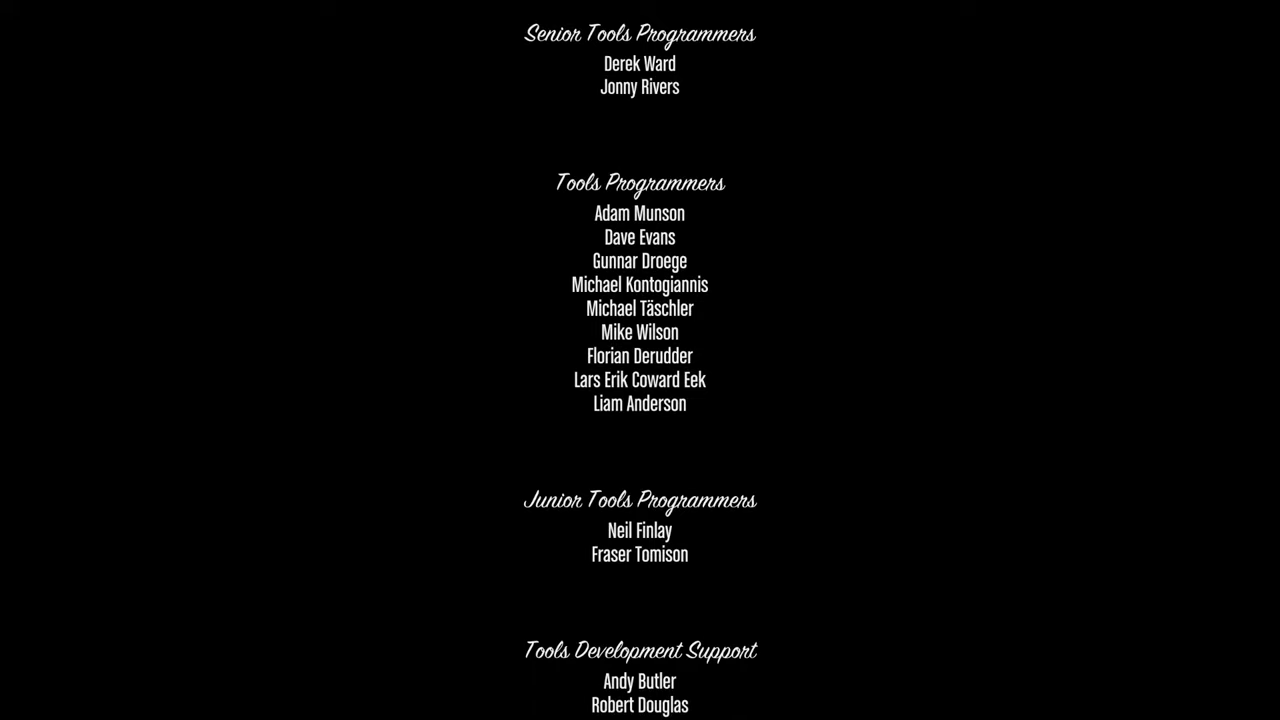 Senior Tools Programmers
Derek Ward
Jonny Rivers
Tools Programmers
Adam Munson
Dave Evans
Gunnar Droege
Michael Kontogiannis
Michael Täschler
Mike Wilson
Florian Derudder
Lars Erik Coward Eek
Liam Anderson
Junior Tools Programmers
Neil Finlay
Fraser Tomison
Tools Development Support
Andy Butler
Robert Douglas